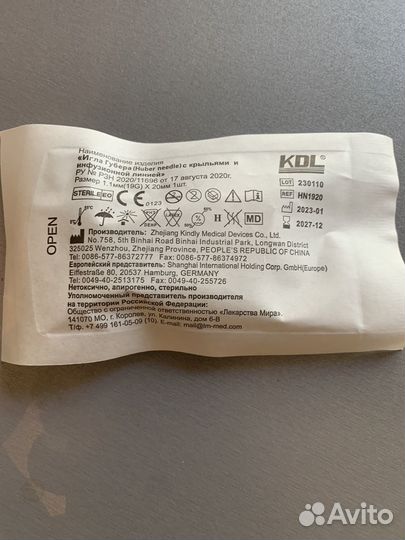 OPEN
Наименование изделия
«Игла Губера (Huber needle) с крыльями и
инфузионной линией»
РУ № РЗН 2020/11696 от 17 августа 2020г.
Размер 1.1мм(19G) X 20мм 1шт.
KDL
LOT 230110
REF HN1920
2023-01
2027-12
STERILE EO
0123
MD
Производитель: Zhejiang Kindly Medical Devices Co., Ltd.
No.758, 5th Binhai Road Binhai Industrial Park, Longwan District
325025 Wenzhou, Zhejiang Province, PEOPLE'S REPUBLIC OF CHINA
Tel: 0086-577-86372777 Fax: 0086-577-86374972
Европейский представитель: Shanghai International Holding Corp. GmbH(Europe)
Eiffestraße 80, 20537 Hamburg, GERMANY
Tel: 0049-40-2513175 Fax: 0049-40-255726
Нетоксично, апирогенно, стерильно
Уполномоченный представитель производителя
на территории Российской Федерации:
Общество с ограниченной ответственностью «Лекарства Мира».
141070 МО, г. Королев, ул. Калинина, дом 6-В
Т/ф. +7 499 161-05-09 (10) E-mail: mail@lm-med.com
Avito